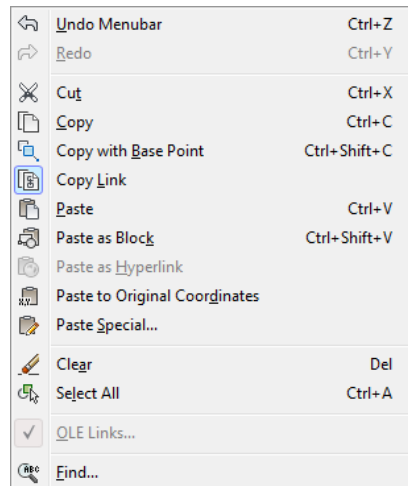 Undo Menubar Ctrl+Z
Redo Ctrl+Y
Cut Ctrl+X
Copy Ctrl+C
Copy with Base Point Ctrl+Shift+C
Copy Link
Paste Ctrl+V
Paste as Block Ctrl+Shift+V
Paste as Hyperlink
Paste to Original Coordinates
Paste Special...
Clear Del
Select All Ctrl+A
OLE Links...
Find...